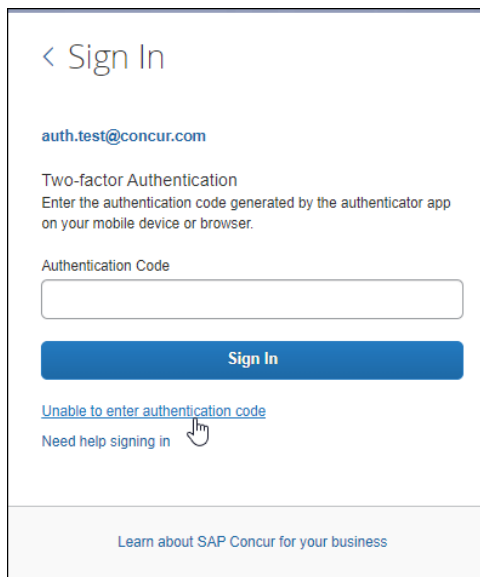 < Sign In
auth.test@concur.com
Two-factor Authentication
Enter the authentication code generated by the authenticator app
on your mobile device or browser.
Authentication Code
Sign In
Unable to enter authentication code
Need help signing in
Learn about SAP Concur for your business